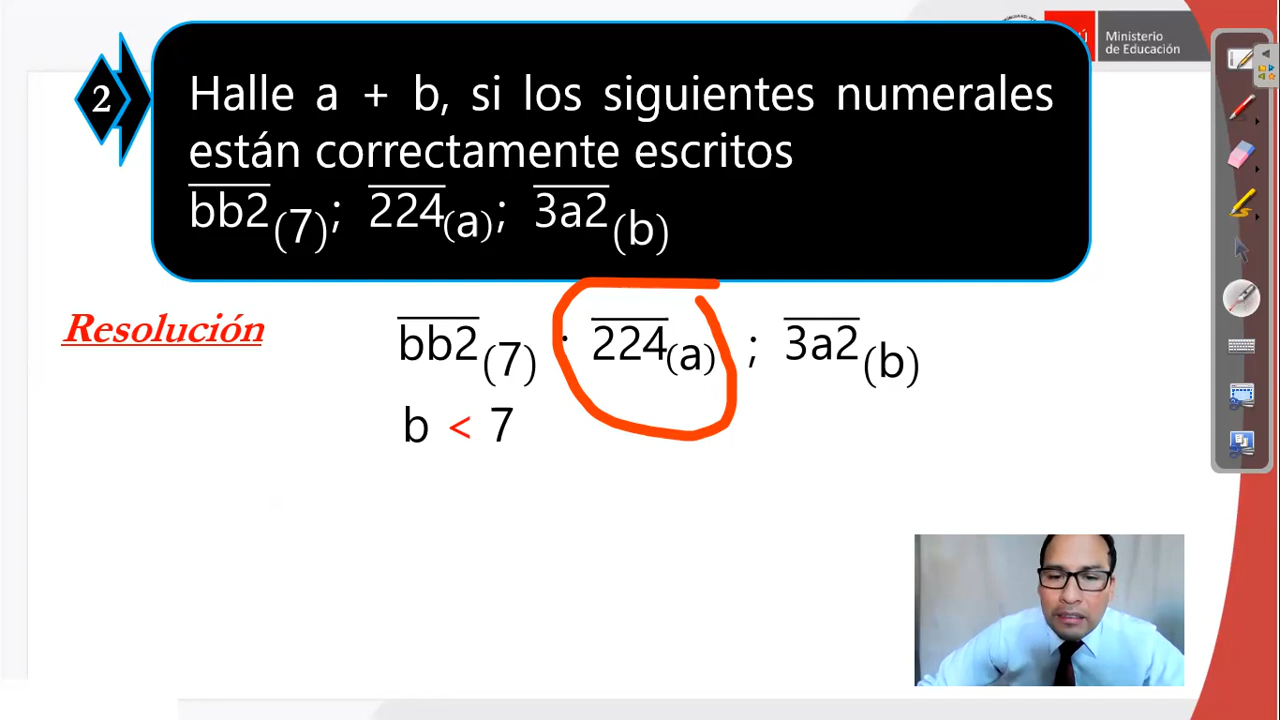 Ministerio
de Educación
2
Halle a + b, si los siguientes numerales
están correctamente escritos
bb2(7); 224(a); 3a2(b)
Resolución
bb2(7) ; 224(a) ; 3a2(b)
b < 7